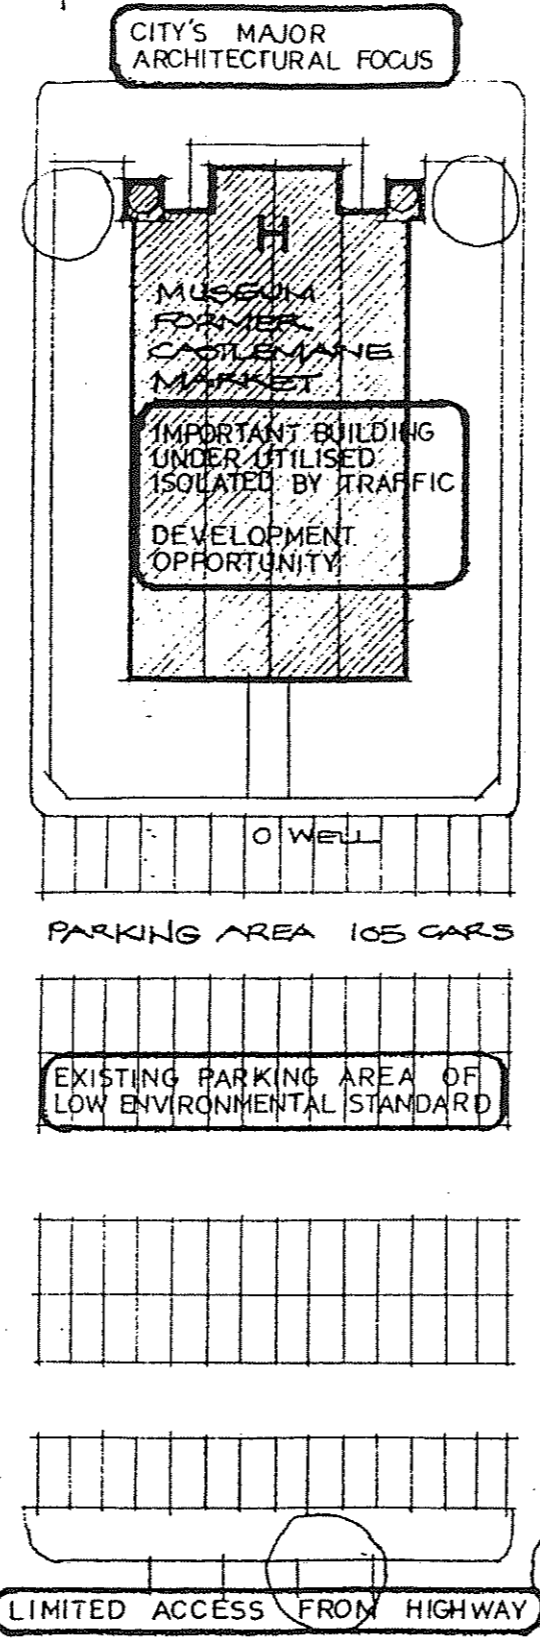 CITY'S MAJOR
ARCHITECTURAL FOCUS
H
MUSEUM
FORMER
CASTLEMAINE
MARKET
IMPORTANT BUILDING
UNDER UTILISED
ISOLATED BY TRAFFIC
DEVELOPMENT
OPPORTUNITY
O WELL
PARKING AREA 105 CARS
EXISTING PARKING AREA OF
LOW ENVIRONMENTAL STANDARD
LIMITED ACCESS FROM HIGHWAY